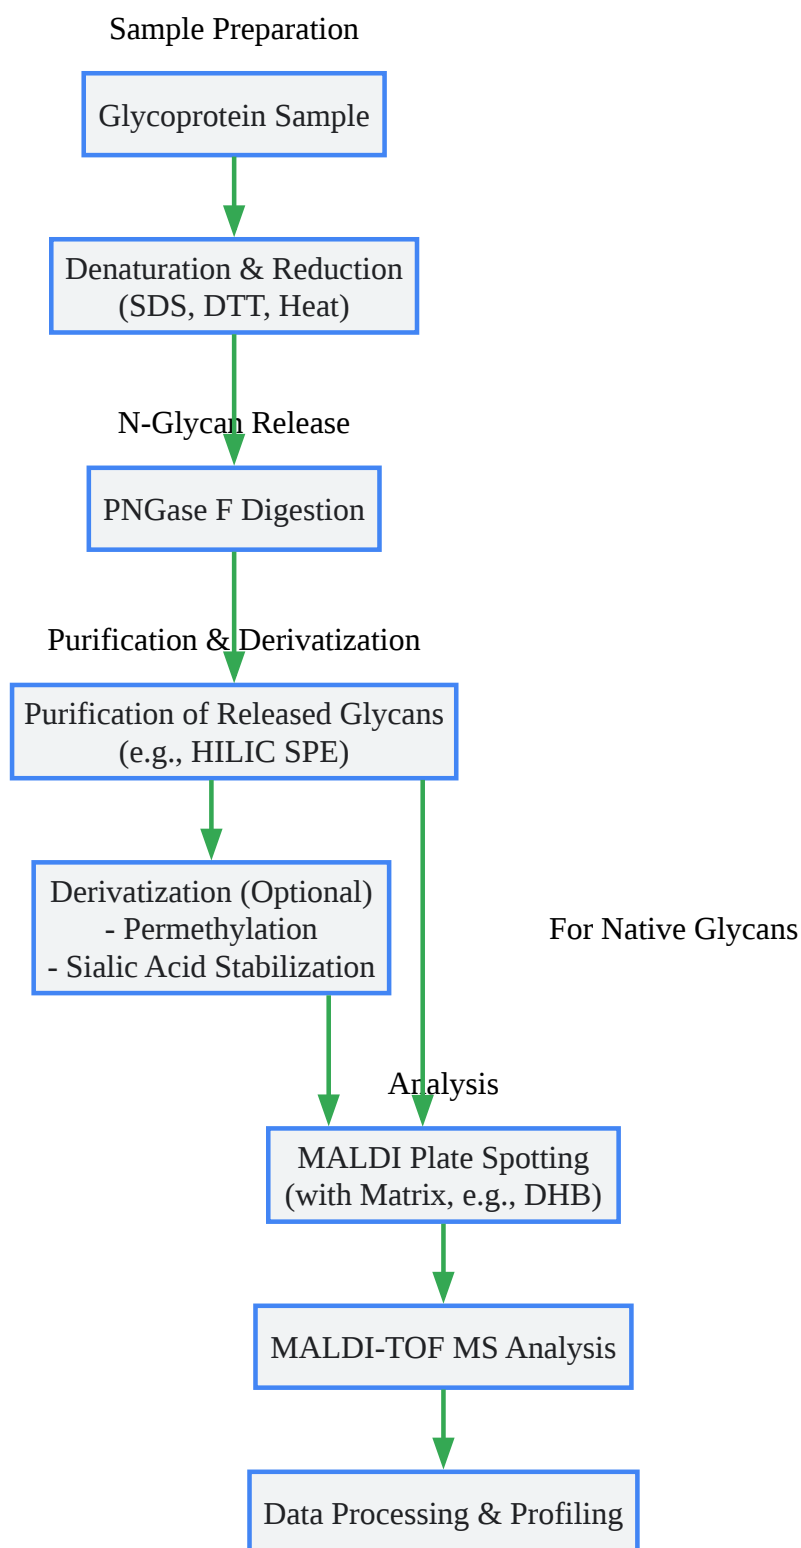 Sample Preparation
Glycoprotein Sample
Denaturation & Reduction
(SDS, DTT, Heat)
N-Glycan Release
PNGase F Digestion
Purification & Derivatization
Purification of Released Glycans
(e.g., HILIC SPE)
Derivatization (Optional)
- Permethylation
- Sialic Acid Stabilization
For Native Glycans
Analysis
MALDI Plate Spotting
(with Matrix, e.g., DHB)
MALDI-TOF MS Analysis
Data Processing & Profiling